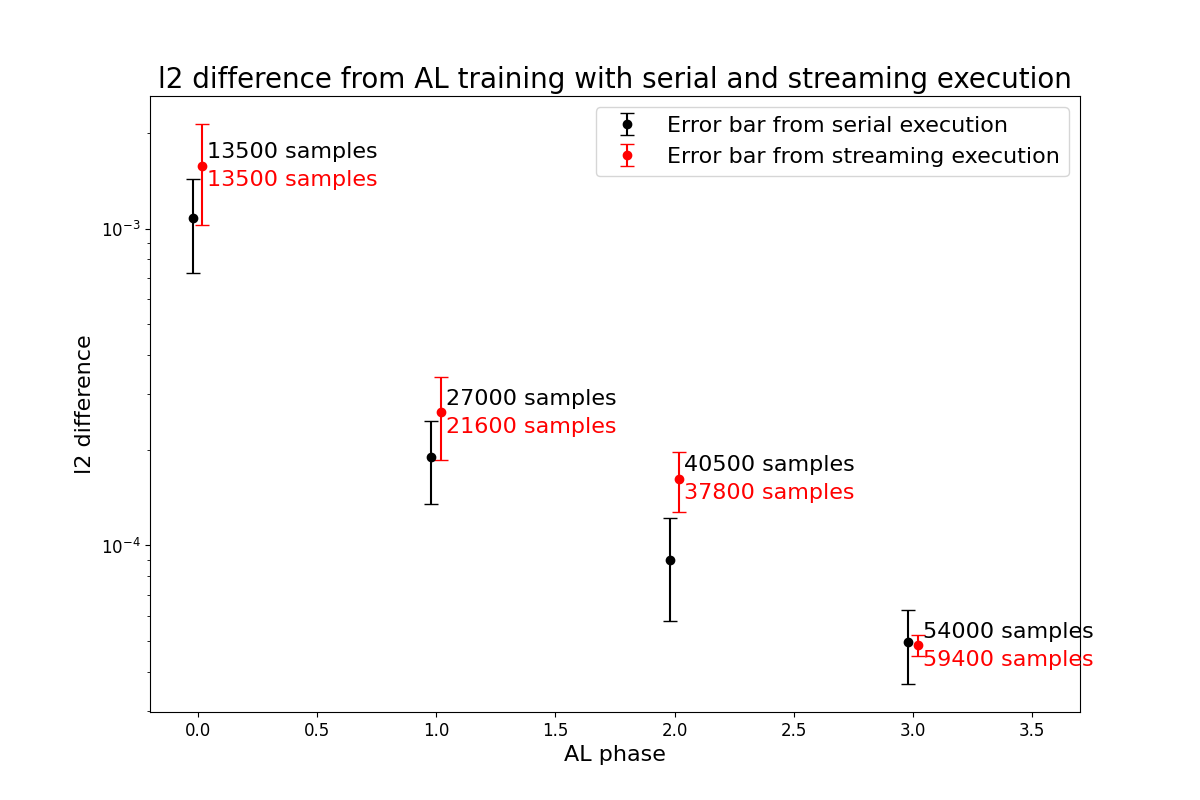 l2 difference from AL training with serial and streaming execution
Error bar from serial execution
Error bar from streaming execution
13500 samples
13500 samples
27000 samples
21600 samples
40500 samples
37800 samples
54000 samples
59400 samples
l2 difference
10⁻³
10⁻⁴
0.0 0.5 1.0 1.5 2.0 2.5 3.0 3.5
AL phase